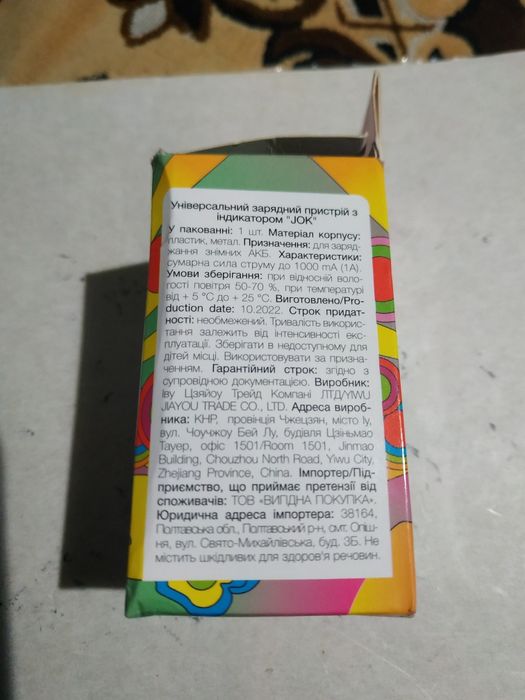 Універсальний зарядний пристрій з
індикатором "JOK"
У пакованні: 1 шт. Матеріал корпусу:
пластик, метал. Призначення: для заряд-
жання знімних АКБ. Характеристики:
сумарна сила струму до 1000 mA (1A).
Умови зберігання: при відносній воло-
гості повітря 50-70 %, при температурі
від + 5 °C до + 25 °C. Виготовлено/Pro-
duction date: 10.2022. Строк придат-
ності: необмежений. Тривалість викорис-
тання залежить від інтенсивності екс-
плуатації. Зберігати в недоступному для
дітей місці. Використовувати за призна-
ченням. Гарантійний строк: згідно з
супровідною документацією. Виробник:
Іву Цзяйоу Трейд Компані ЛТД/YIWU
JIAYOU TRADE CO., LTD. Адреса вироб-
ника: КНР, провінція Чжецзян, місто Іу,
вул. Чоучжоу Бей Лу, будівля Цзіньмао
Тауер, офіс 1501/Room 1501, Jinmao
Building, Chouzhou North Road, Yiwu City,
Zhejiang Province, China. Імпортер/Під-
приємство, що приймає претензії від
споживачів: ТОВ «ВИГІДНА ПОКУПКА».
Юридична адреса імпортера: 38164,
Полтавська обл., Полтавський р-н, смт. Опіш-
ня, вул. Свято-Михайлівська, буд. 3Б. Не
містить шкідливих для здоров'я речовин.